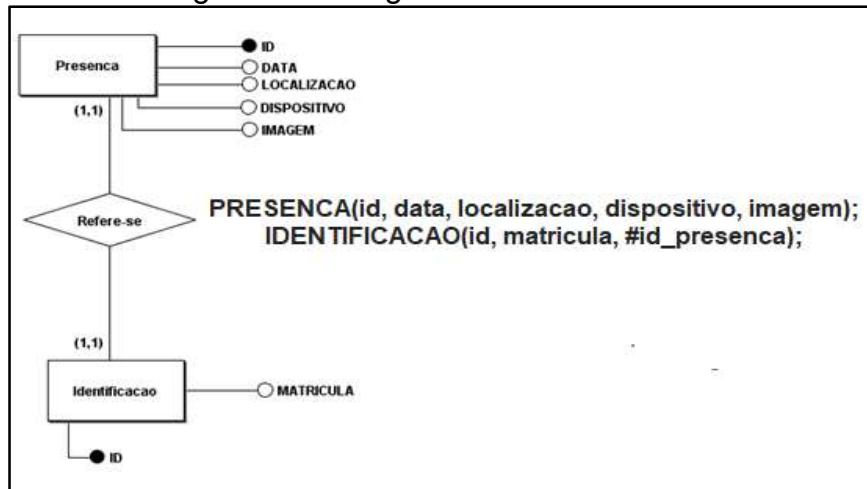 Presenca
ID
DATA
LOCALIZACAO
DISPOSITIVO
IMAGEM
(1,1)
Refere-se
PRESENCA(id, data, localizacao, dispositivo, imagem);
IDENTIFICACAO(id, matricula, #id_presenca);
(1,1)
Identificacao
MATRICULA
ID